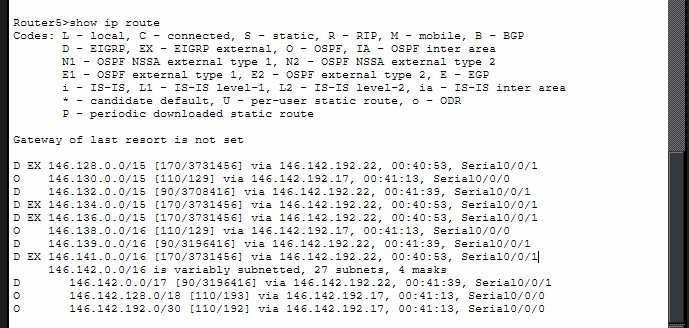 Router5>show ip route
Codes: L - local, C - connected, S - static, R - RIP, M - mobile, B - BGP
D - EIGRP, EX - EIGRP external, O - OSPF, IA - OSPF inter area
N1 - OSPF NSSA external type 1, N2 - OSPF NSSA external type 2
E1 - OSPF external type 1, E2 - OSPF external type 2, E - EGP
i - IS-IS, L1 - IS-IS level-1, L2 - IS-IS level-2, ia - IS-IS inter area
* - candidate default, U - per-user static route, o - ODR
P - periodic downloaded static route
Gateway of last resort is not set
D EX 146.128.0.0/15 [170/3731456] via 146.142.192.22, 00:40:53, Serial0/0/1
O 146.130.0.0/15 [110/129] via 146.142.192.17, 00:41:13, Serial0/0/0
D 146.132.0.0/15 [90/3708416] via 146.142.192.22, 00:41:39, Serial0/0/1
D EX 146.134.0.0/15 [170/3731456] via 146.142.192.22, 00:40:53, Serial0/0/1
D EX 146.136.0.0/15 [170/3731456] via 146.142.192.22, 00:40:53, Serial0/0/1
O 146.138.0.0/16 [110/129] via 146.142.192.17, 00:41:13, Serial0/0/0
D 146.139.0.0/16 [90/3196416] via 146.142.192.22, 00:41:39, Serial0/0/1
D EX 146.141.0.0/16 [170/3731456] via 146.142.192.22, 00:40:53, Serial0/0/1
146.142.0.0/16 is variably subnetted, 27 subnets, 4 masks
D 146.142.0.0/17 [90/3196416] via 146.142.192.22, 00:41:39, Serial0/0/1
O 146.142.128.0/18 [110/193] via 146.142.192.17, 00:41:13, Serial0/0/0
O 146.142.192.0/30 [110/192] via 146.142.192.17, 00:41:13, Serial0/0/0